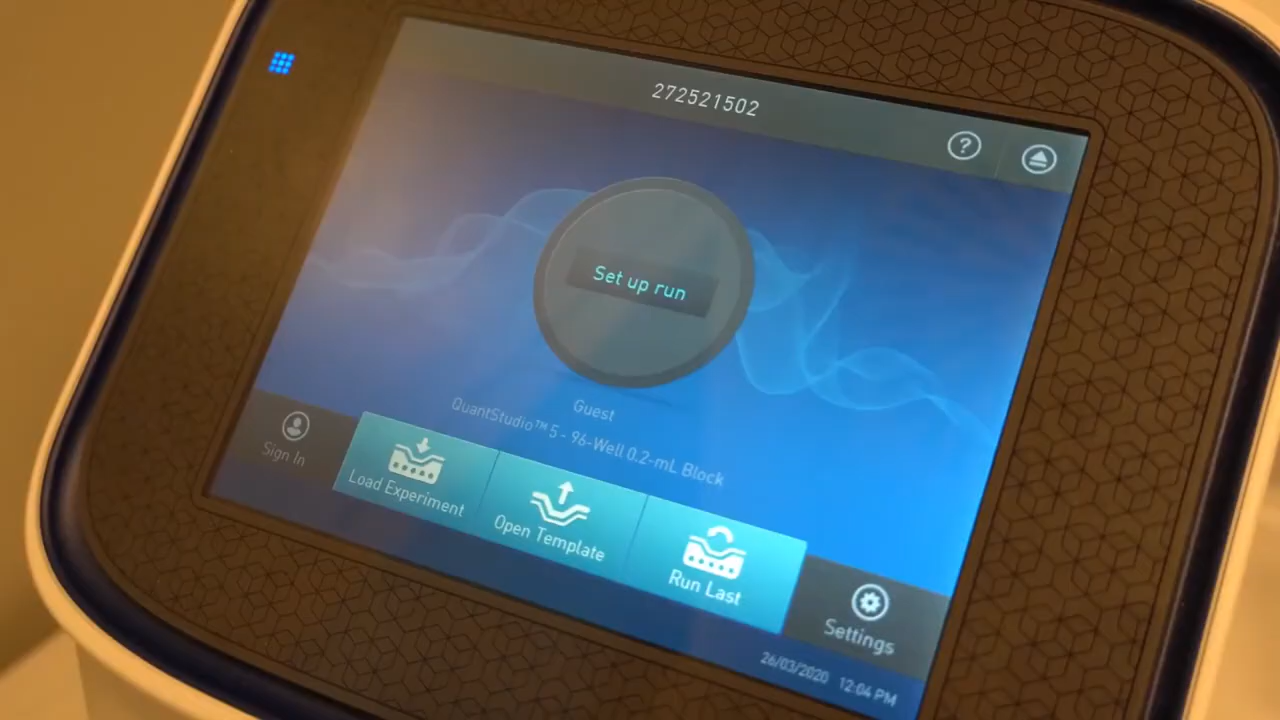 272521502
?
Set up run
Guest
QuantStudio™ 5 - 96-Well 0.2-mL Block
Sign In
Load Experiment
Open Template
Run Last
Settings
26/03/2020 12:04 PM